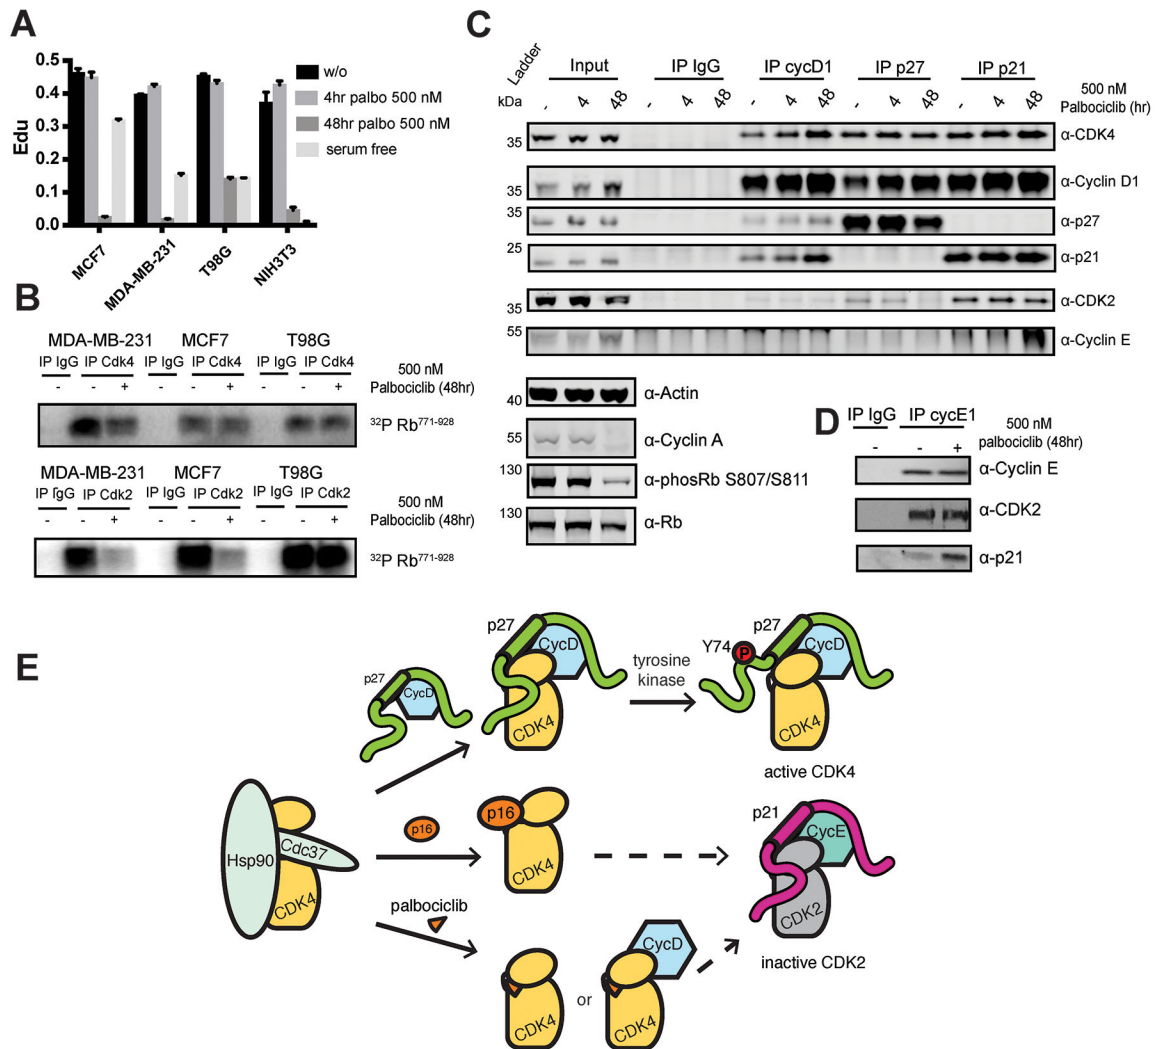 A
Edu
0.5
0.4
0.3
0.2
0.1
0.0
MCF7
MDA-MB-231
T98G
NIH3T3
w/o
4hr palbo 500 nM
48hr palbo 500 nM
serum free
B
MDA-MB-231 MCF7 T98G
IP IgG IP Cdk4 IP IgG IP Cdk4 IP IgG IP Cdk4
500 nM
- - + - - + - - + Palbociclib (48hr)
32P Rb771-928
MDA-MB-231 MCF7 T98G
IP IgG IP Cdk2 IP IgG IP Cdk2 IP IgG IP Cdk2
500 nM
- - + - - + - - + Palbociclib (48hr)
32P Rb771-928
C
Ladder Input IP IgG IP cycD1 IP p27 IP p21
500 nM
kDa - 4 48 - 4 48 - 4 48 - 4 48 - 4 48 Palbociclib (hr)
35 α-CDK4
35 α-Cyclin D1
35 α-p27
25 α-p21
35 α-CDK2
55 α-Cyclin E
40 α-Actin
55 α-Cyclin A
130 α-phosRb S807/S811
130 α-Rb
D
IP IgG IP cycE1
500 nM
- - + palbociclib (48hr)
α-Cyclin E
α-CDK2
α-p21
E
Hsp90
Cdc37
CDK4
p27
CycD
p27
CycD
CDK4
tyrosine
kinase
Y74
P
p27
CycD
CDK4
active CDK4
p16
p16
CDK4
p21
CycE
CDK2
inactive CDK2
palbociclib
CDK4
or
CycD
CDK4